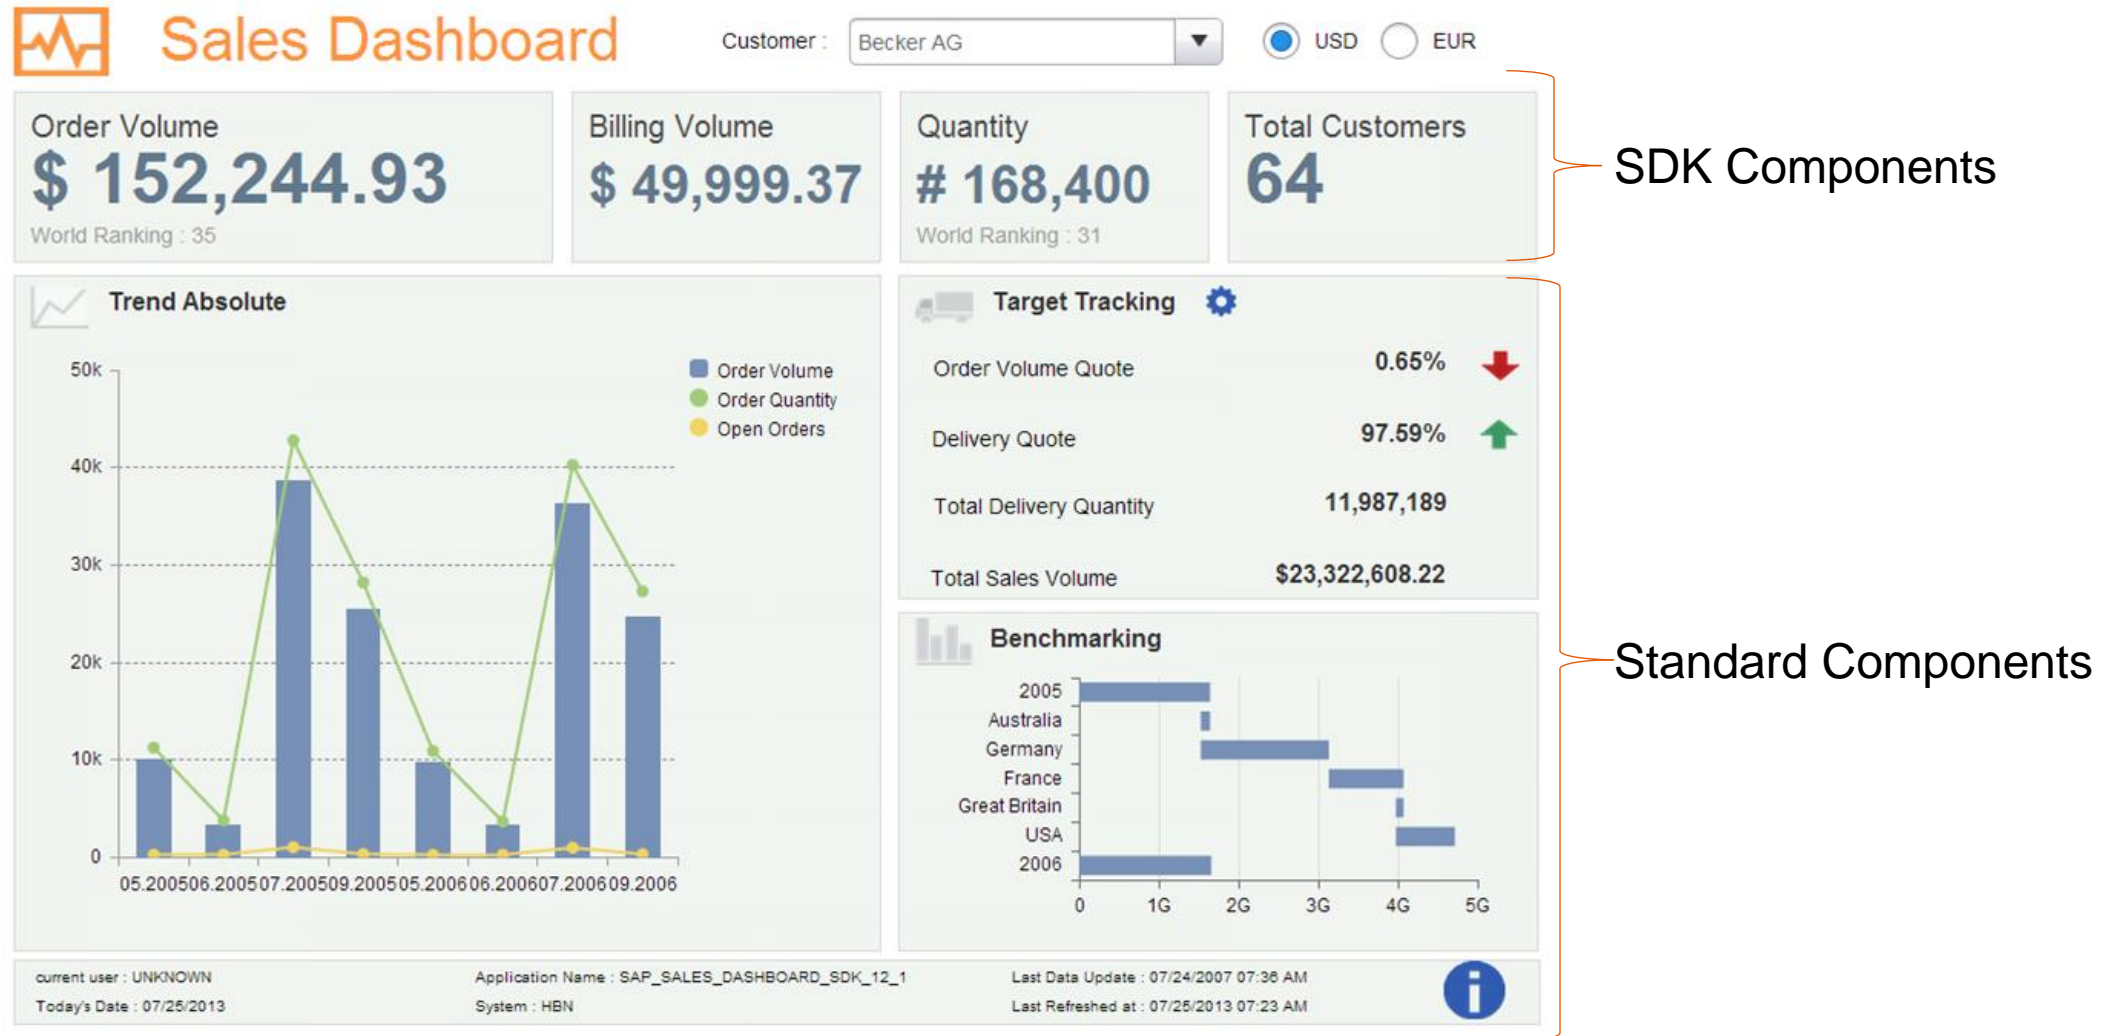 Sales Dashboard
Customer : Becker AG
USD EUR
Order Volume
$ 152,244.93
World Ranking : 35
Billing Volume
$ 49,999.37
Quantity
# 168,400
World Ranking : 31
Total Customers
64
SDK Components
Trend Absolute
50k
40k
30k
20k
10k
0
Order Volume
Order Quantity
Open Orders
05.2005 06.2005 07.2005 09.2005 05.2006 06.2006 07.2006 09.2006
Target Tracking
Order Volume Quote 0.65%
Delivery Quote 97.59%
Total Delivery Quantity 11,987,189
Total Sales Volume $23,322,608.22
Benchmarking
2005
Australia
Germany
France
Great Britain
USA
2006
0 1G 2G 3G 4G 5G
Standard Components
current user : UNKNOWN
Today's Date : 07/25/2013
Application Name : SAP_SALES_DASHBOARD_SDK_12_1
System : HBN
Last Data Update : 07/24/2007 07:36 AM
Last Refreshed at : 07/25/2013 07:23 AM
i